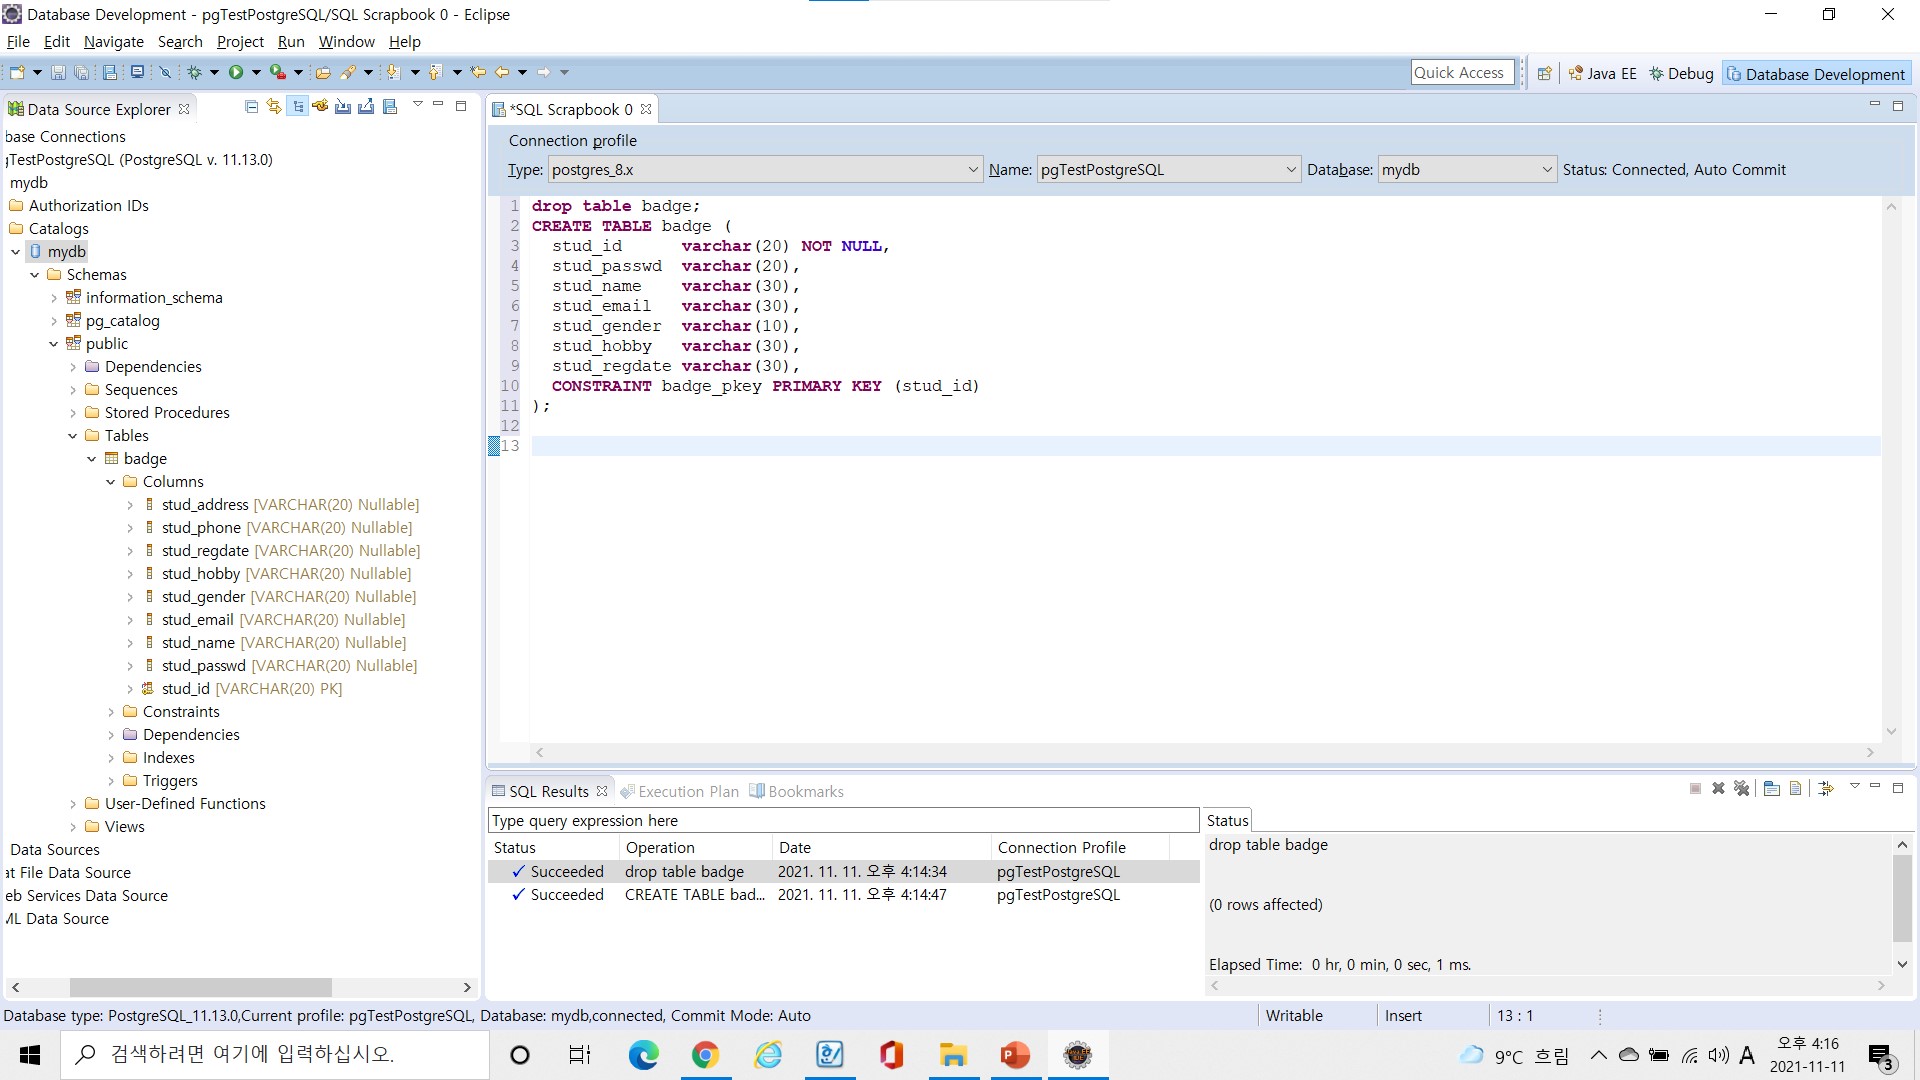 Database Development - pgTestPostgreSQL/SQL Scrapbook 0 - Eclipse
File Edit Navigate Search Project Run Window Help
Quick Access Java EE Debug Database Development
Data Source Explorer
base Connections
gTestPostgreSQL (PostgreSQL v. 11.13.0)
mydb
Authorization IDs
Catalogs
mydb
Schemas
information_schema
pg_catalog
public
Dependencies
Sequences
Stored Procedures
Tables
badge
Columns
stud_address [VARCHAR(20) Nullable]
stud_phone [VARCHAR(20) Nullable]
stud_regdate [VARCHAR(20) Nullable]
stud_hobby [VARCHAR(20) Nullable]
stud_gender [VARCHAR(20) Nullable]
stud_email [VARCHAR(20) Nullable]
stud_name [VARCHAR(20) Nullable]
stud_passwd [VARCHAR(20) Nullable]
stud_id [VARCHAR(20) PK]
Constraints
Dependencies
Indexes
Triggers
User-Defined Functions
Views
Data Sources
at File Data Source
eb Services Data Source
ML Data Source
*SQL Scrapbook 0
Connection profile
Type: postgres_8.x Name: pgTestPostgreSQL Database: mydb Status: Connected, Auto Commit
1 drop table badge;
2 CREATE TABLE badge (
3 stud_id varchar(20) NOT NULL,
4 stud_passwd varchar(20),
5 stud_name varchar(30),
6 stud_email varchar(30),
7 stud_gender varchar(10),
8 stud_hobby varchar(30),
9 stud_regdate varchar(30),
10 CONSTRAINT badge_pkey PRIMARY KEY (stud_id)
11 );
12
13
SQL Results Execution Plan Bookmarks
Type query expression here
Status Operation Date Connection Profile
Succeeded drop table badge 2021. 11. 11. 오후 4:14:34 pgTestPostgreSQL
Succeeded CREATE TABLE bad... 2021. 11. 11. 오후 4:14:47 pgTestPostgreSQL
Status
drop table badge
(0 rows affected)
Elapsed Time: 0 hr, 0 min, 0 sec, 1 ms.
Database type: PostgreSQL_11.13.0,Current profile: pgTestPostgreSQL, Database: mydb,connected, Commit Mode: Auto
Writable Insert 13 : 1
검색하려면 여기에 입력하십시오.
9°C 흐림 A 오후 4:16
2021-11-11
3